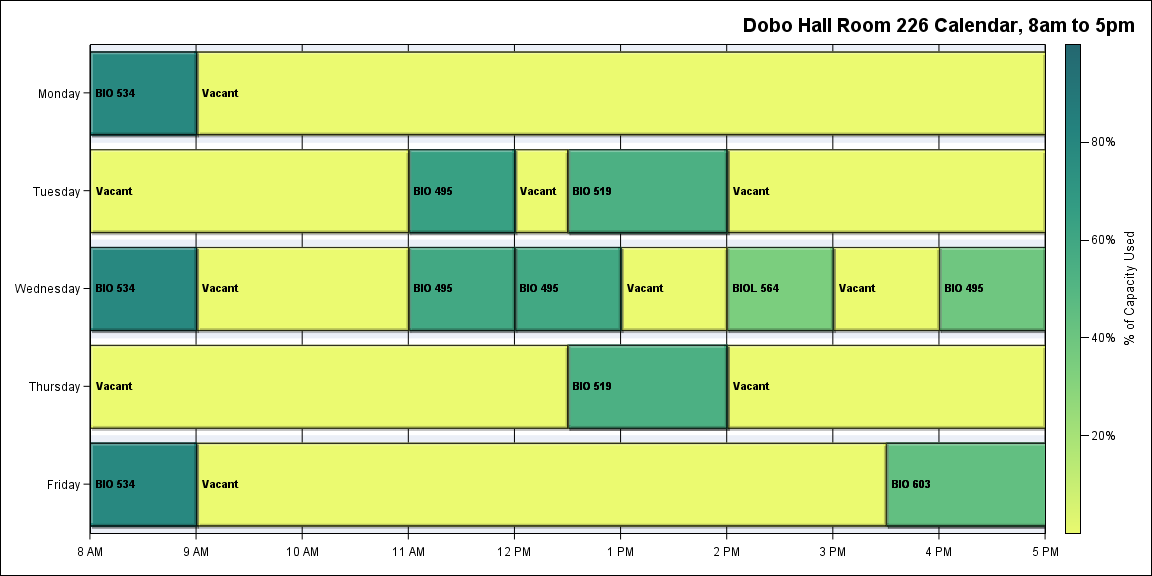 Dobo Hall Room 226 Calendar, 8am to 5pm
Monday
BIO 534
Vacant
Tuesday
Vacant
BIO 495
Vacant
BIO 519
Vacant
Wednesday
BIO 534
Vacant
BIO 495
BIO 495
Vacant
BIOL 564
Vacant
BIO 495
Thursday
Vacant
BIO 519
Vacant
Friday
BIO 534
Vacant
BIO 603
8 AM
9 AM
10 AM
11 AM
12 PM
1 PM
2 PM
3 PM
4 PM
5 PM
80%
60%
40%
20%
% of Capacity Used